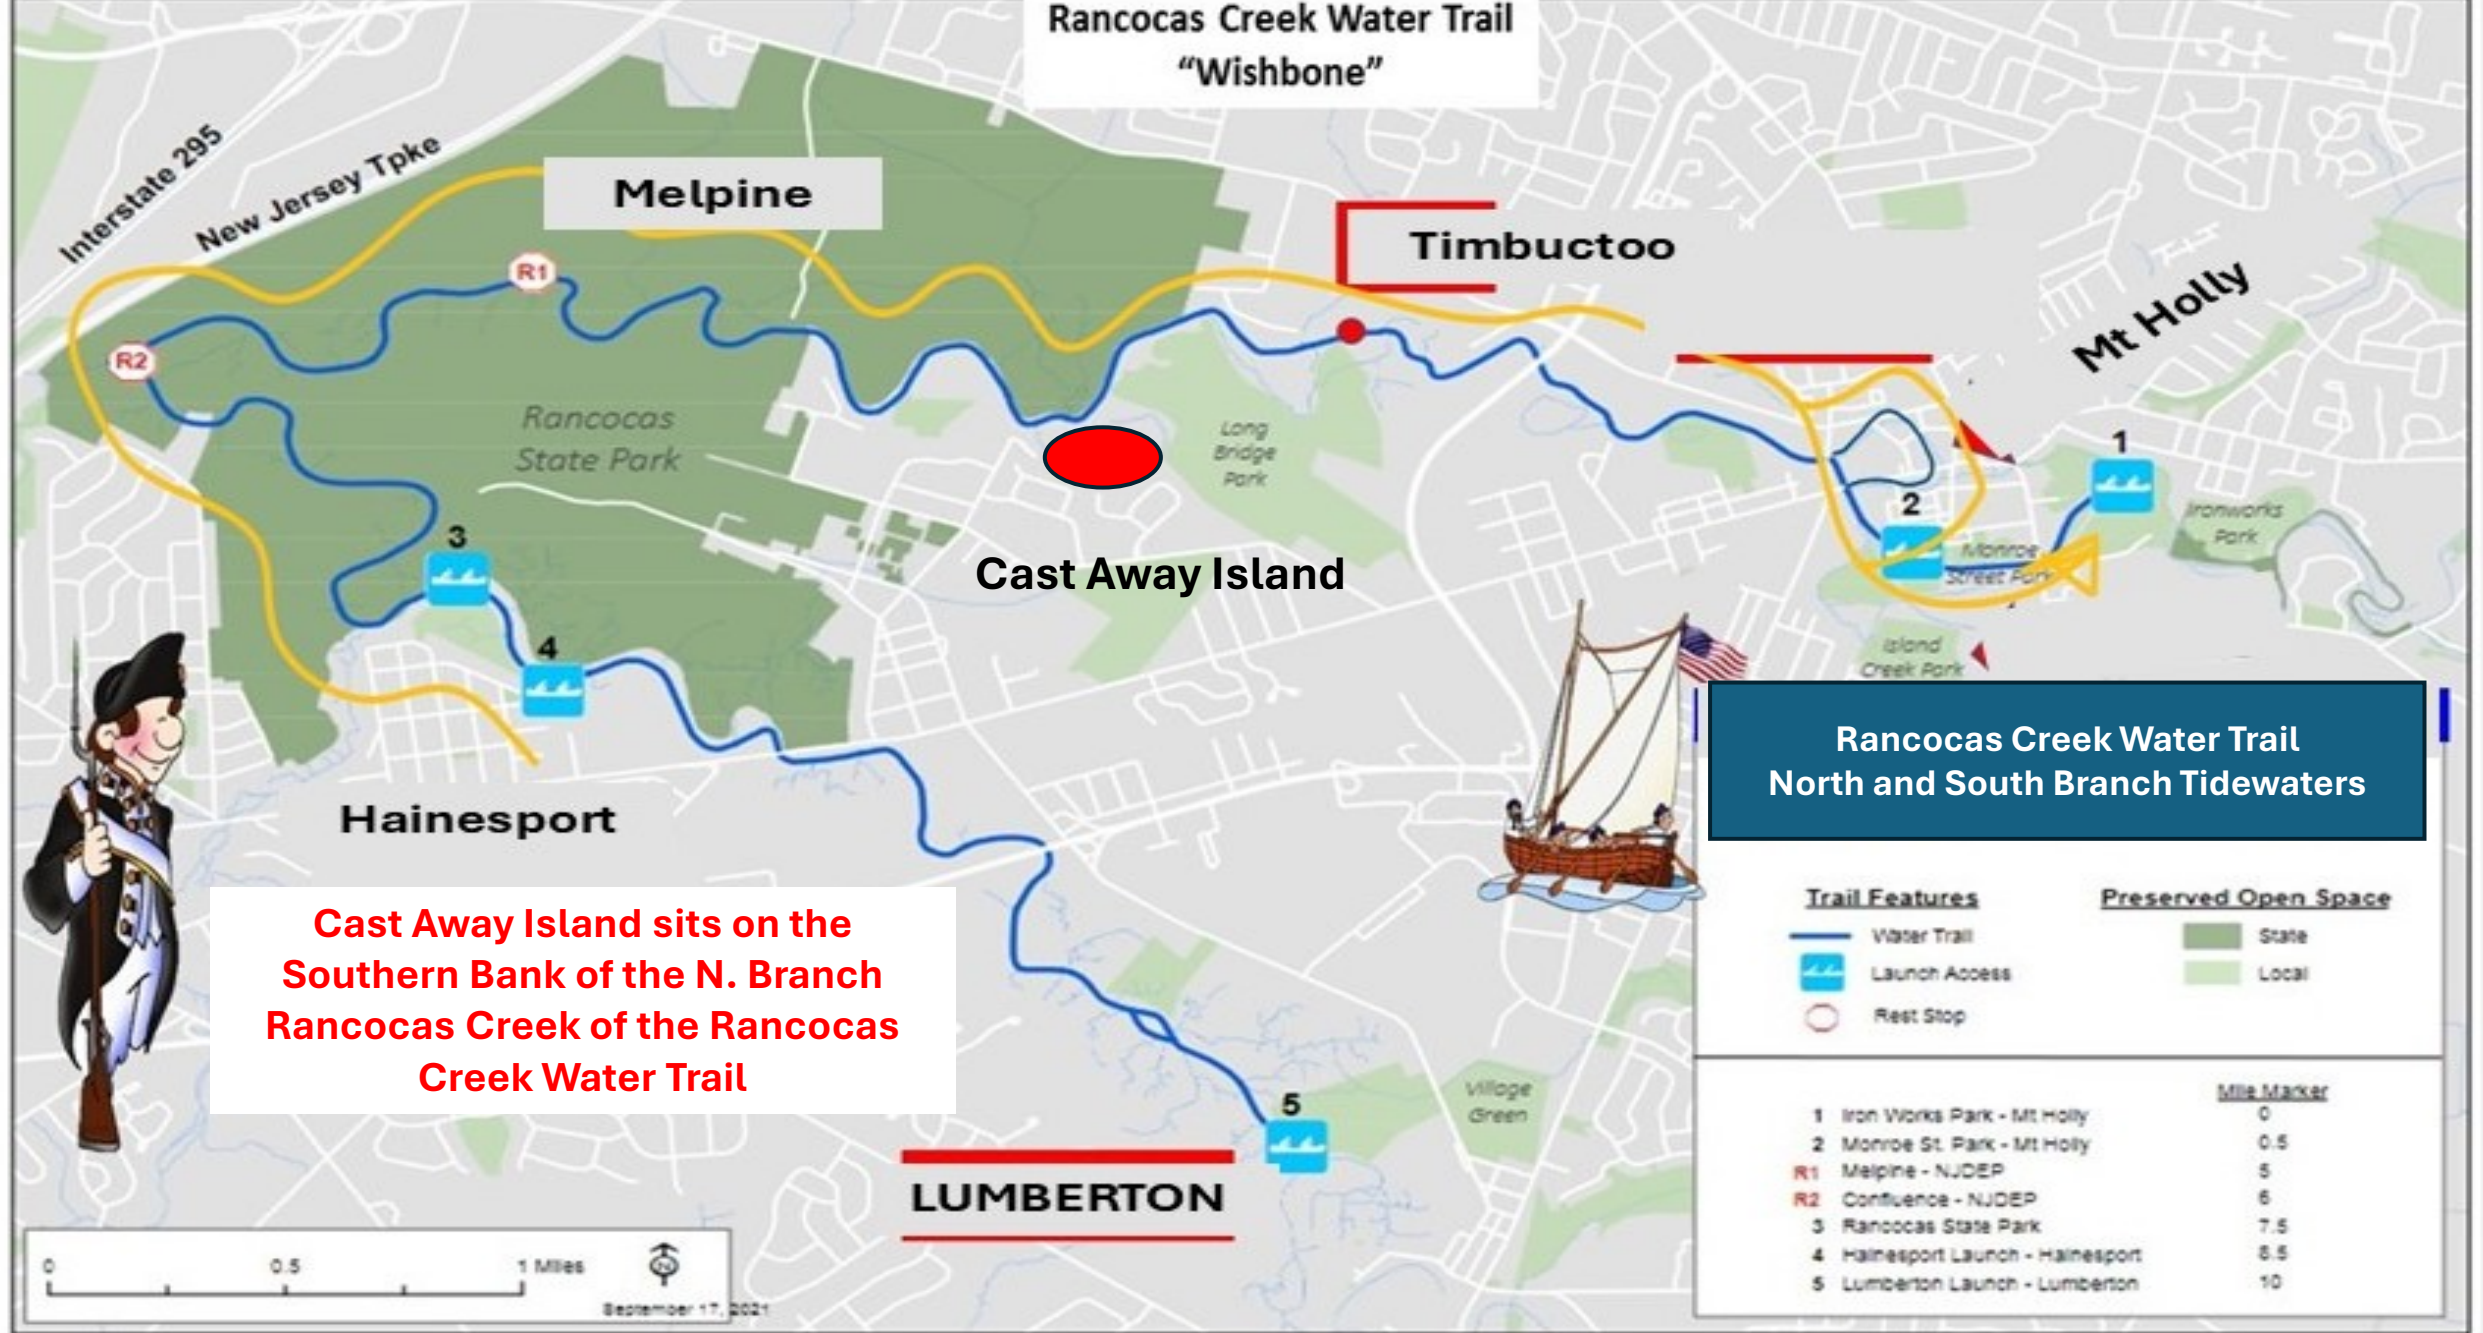 Rancocas Creek Water Trail
“Wishbone”
Interstate 295
New Jersey Tpke
Melpine
Timbuctoo
Mt Holly
R1
R2
Rancocas
State Park
Long
Bridge
Park
1
2
Ironworks
Park
Monroe
Street Park
3
Cast Away Island
4
Island
Creek Park
Hainesport
Rancocas Creek Water Trail
North and South Branch Tidewaters
Cast Away Island sits on the
Southern Bank of the N. Branch
Rancocas Creek of the Rancocas
Creek Water Trail
Trail Features
Water Trail
Launch Access
Rest Stop
Preserved Open Space
State
Local
Village
Green
5
LUMBERTON
Mile Marker
1 Iron Works Park - Mt Holly 0
2 Monroe St. Park - Mt Holly 0.5
R1 Melpine - NJDEP 5
R2 Confluence - NJDEP 6
3 Rancocas State Park 7.5
4 Hainesport Launch - Hainesport 8.5
5 Lumberton Launch - Lumberton 10
0 0.5 1 Miles
N
September 17, 2021